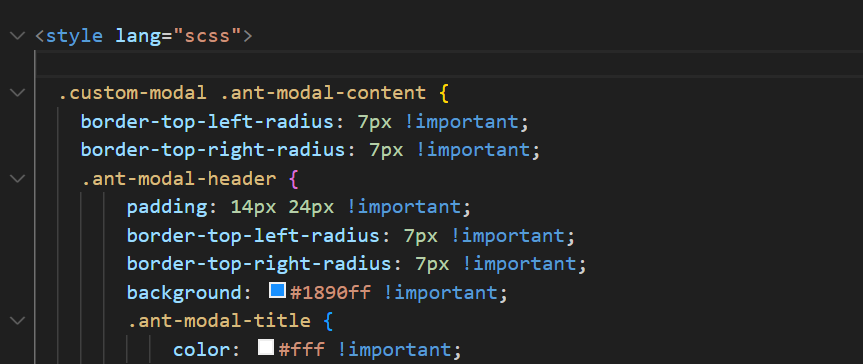 <style lang="scss">
.custom-modal .ant-modal-content {
border-top-left-radius: 7px !important;
border-top-right-radius: 7px !important;
.ant-modal-header {
padding: 14px 24px !important;
border-top-left-radius: 7px !important;
border-top-right-radius: 7px !important;
background: #1890ff !important;
.ant-modal-title {
color: #fff !important;